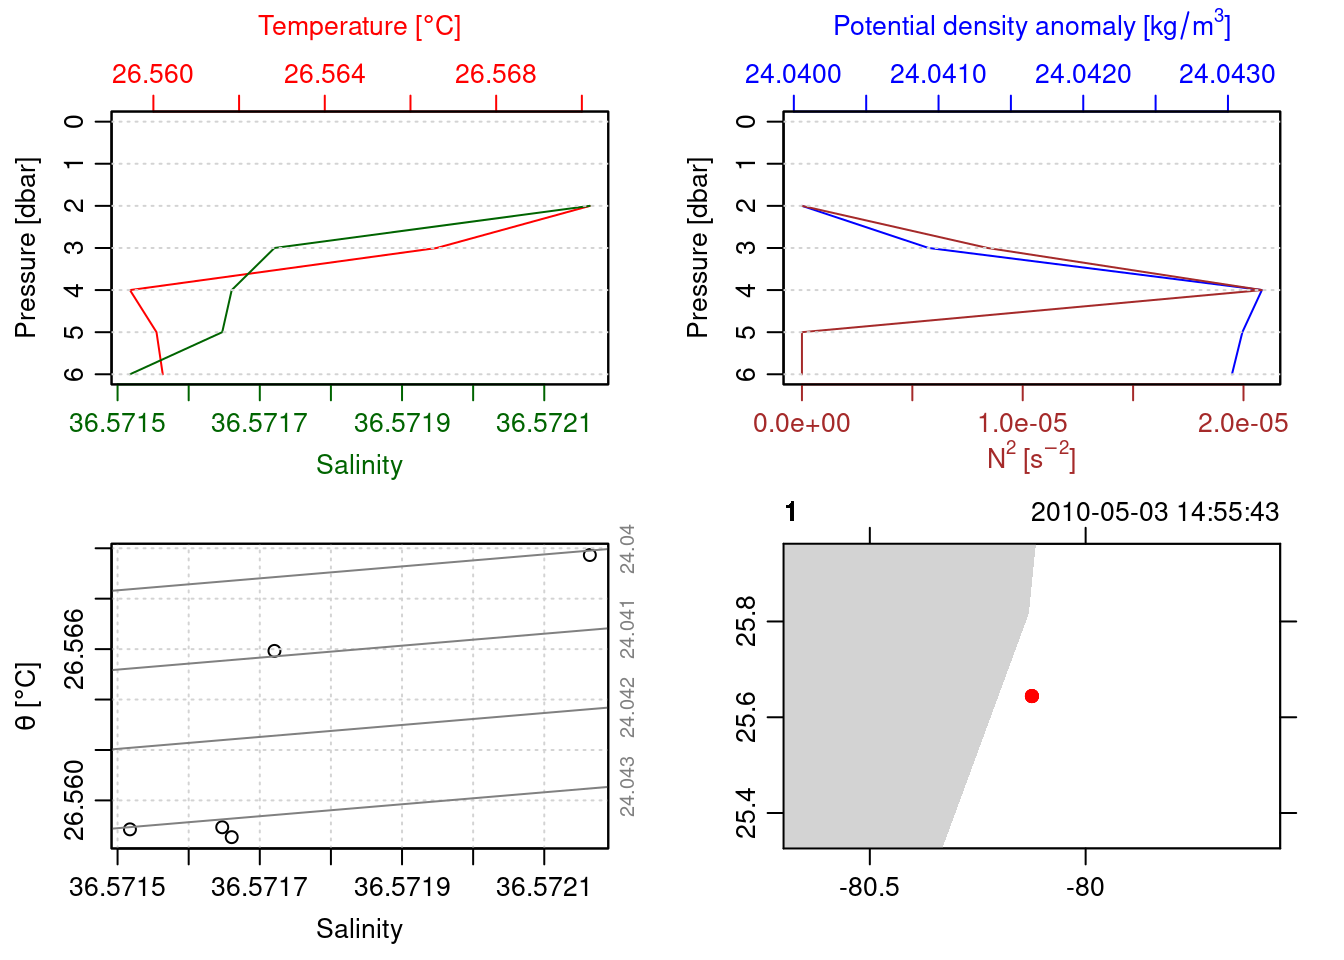 Temperature [°C]
26.560 26.564 26.568
0
1
2
3
4
5
6
Pressure [dbar]
36.5715 36.5717 36.5719 36.5721
Salinity
Potential density anomaly [kg/m³]
24.0400 24.0410 24.0420 24.0430
0
1
2
3
4
5
6
Pressure [dbar]
0.0e+00 1.0e-05 2.0e-05
N² [s⁻²]
24.04
24.041
24.042
24.043
26.566
26.560
θ [°C]
36.5715 36.5717 36.5719 36.5721
Salinity
1 2010-05-03 14:55:43
25.8
25.6
25.4
-80.5 -80